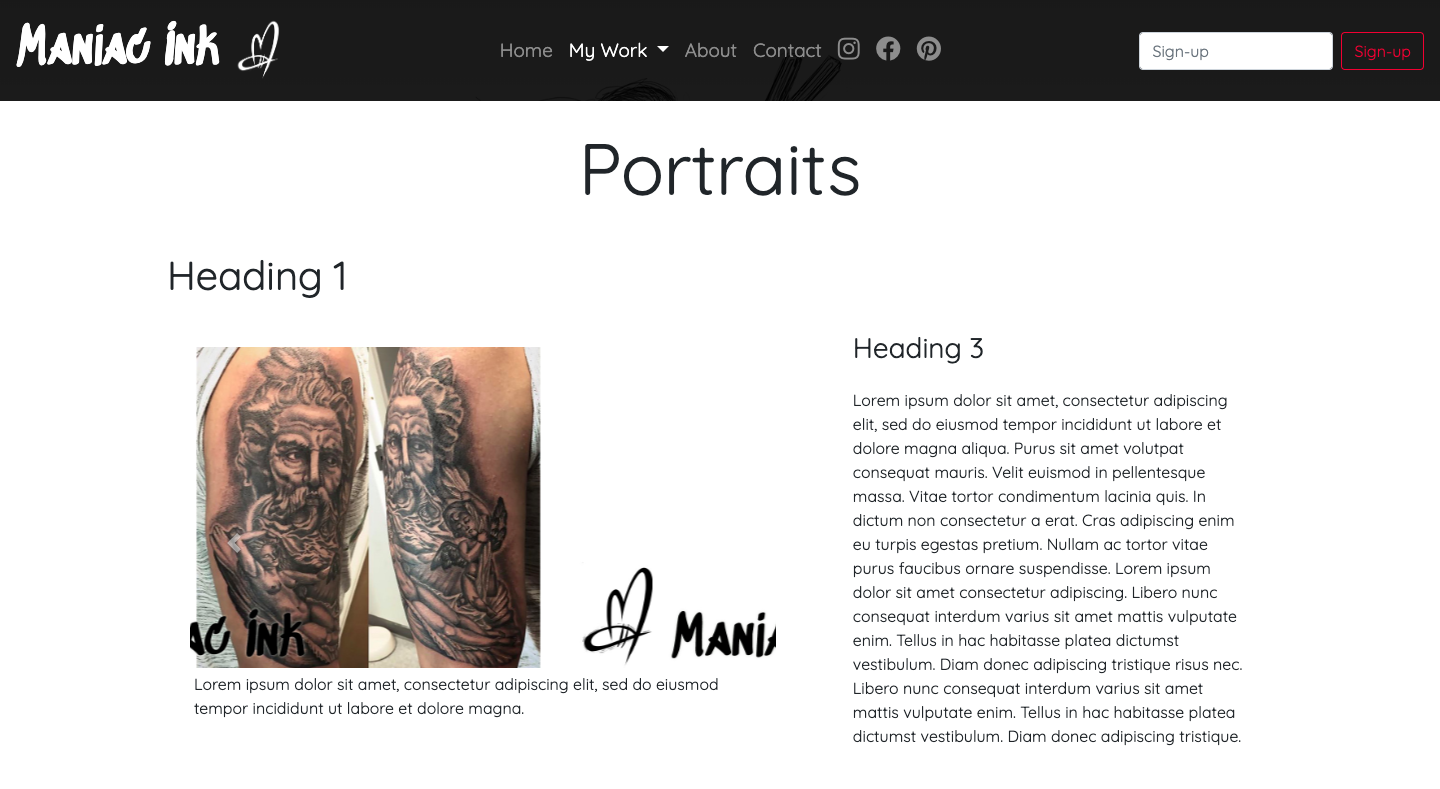 Maniac ink
Home My Work About Contact
Sign-up Sign-up
Portraits
Heading 1
ac ink
Mania
Lorem ipsum dolor sit amet, consectetur adipiscing elit, sed do eiusmod
tempor incididunt ut labore et dolore magna.
Heading 3
Lorem ipsum dolor sit amet, consectetur adipiscing
elit, sed do eiusmod tempor incididunt ut labore et
dolore magna aliqua. Purus sit amet volutpat
consequat mauris. Velit euismod in pellentesque
massa. Vitae tortor condimentum lacinia quis. In
dictum non consectetur a erat. Cras adipiscing enim
eu turpis egestas pretium. Nullam ac tortor vitae
purus faucibus ornare suspendisse. Lorem ipsum
dolor sit amet consectetur adipiscing. Libero nunc
consequat interdum varius sit amet mattis vulputate
enim. Tellus in hac habitasse platea dictumst
vestibulum. Diam donec adipiscing tristique risus nec.
Libero nunc consequat interdum varius sit amet
mattis vulputate enim. Tellus in hac habitasse platea
dictumst vestibulum. Diam donec adipiscing tristique.